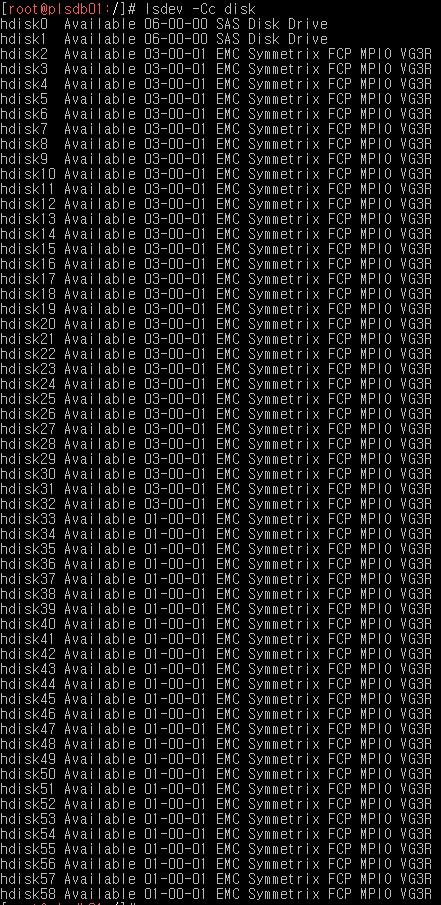 [root@plsdb01:/]# lsdev -Cc disk
hdisk0 Available 06-00-00 SAS Disk Drive
hdisk1 Available 06-00-00 SAS Disk Drive
hdisk2 Available 03-00-01 EMC Symmetrix FCP MPIO VG3R
hdisk3 Available 03-00-01 EMC Symmetrix FCP MPIO VG3R
hdisk4 Available 03-00-01 EMC Symmetrix FCP MPIO VG3R
hdisk5 Available 03-00-01 EMC Symmetrix FCP MPIO VG3R
hdisk6 Available 03-00-01 EMC Symmetrix FCP MPIO VG3R
hdisk7 Available 03-00-01 EMC Symmetrix FCP MPIO VG3R
hdisk8 Available 03-00-01 EMC Symmetrix FCP MPIO VG3R
hdisk9 Available 03-00-01 EMC Symmetrix FCP MPIO VG3R
hdisk10 Available 03-00-01 EMC Symmetrix FCP MPIO VG3R
hdisk11 Available 03-00-01 EMC Symmetrix FCP MPIO VG3R
hdisk12 Available 03-00-01 EMC Symmetrix FCP MPIO VG3R
hdisk13 Available 03-00-01 EMC Symmetrix FCP MPIO VG3R
hdisk14 Available 03-00-01 EMC Symmetrix FCP MPIO VG3R
hdisk15 Available 03-00-01 EMC Symmetrix FCP MPIO VG3R
hdisk16 Available 03-00-01 EMC Symmetrix FCP MPIO VG3R
hdisk17 Available 03-00-01 EMC Symmetrix FCP MPIO VG3R
hdisk18 Available 03-00-01 EMC Symmetrix FCP MPIO VG3R
hdisk19 Available 03-00-01 EMC Symmetrix FCP MPIO VG3R
hdisk20 Available 03-00-01 EMC Symmetrix FCP MPIO VG3R
hdisk21 Available 03-00-01 EMC Symmetrix FCP MPIO VG3R
hdisk22 Available 03-00-01 EMC Symmetrix FCP MPIO VG3R
hdisk23 Available 03-00-01 EMC Symmetrix FCP MPIO VG3R
hdisk24 Available 03-00-01 EMC Symmetrix FCP MPIO VG3R
hdisk25 Available 03-00-01 EMC Symmetrix FCP MPIO VG3R
hdisk26 Available 03-00-01 EMC Symmetrix FCP MPIO VG3R
hdisk27 Available 03-00-01 EMC Symmetrix FCP MPIO VG3R
hdisk28 Available 03-00-01 EMC Symmetrix FCP MPIO VG3R
hdisk29 Available 03-00-01 EMC Symmetrix FCP MPIO VG3R
hdisk30 Available 03-00-01 EMC Symmetrix FCP MPIO VG3R
hdisk31 Available 03-00-01 EMC Symmetrix FCP MPIO VG3R
hdisk32 Available 03-00-01 EMC Symmetrix FCP MPIO VG3R
hdisk33 Available 01-00-01 EMC Symmetrix FCP MPIO VG3R
hdisk34 Available 01-00-01 EMC Symmetrix FCP MPIO VG3R
hdisk35 Available 01-00-01 EMC Symmetrix FCP MPIO VG3R
hdisk36 Available 01-00-01 EMC Symmetrix FCP MPIO VG3R
hdisk37 Available 01-00-01 EMC Symmetrix FCP MPIO VG3R
hdisk38 Available 01-00-01 EMC Symmetrix FCP MPIO VG3R
hdisk39 Available 01-00-01 EMC Symmetrix FCP MPIO VG3R
hdisk40 Available 01-00-01 EMC Symmetrix FCP MPIO VG3R
hdisk41 Available 01-00-01 EMC Symmetrix FCP MPIO VG3R
hdisk42 Available 01-00-01 EMC Symmetrix FCP MPIO VG3R
hdisk43 Available 01-00-01 EMC Symmetrix FCP MPIO VG3R
hdisk44 Available 01-00-01 EMC Symmetrix FCP MPIO VG3R
hdisk45 Available 01-00-01 EMC Symmetrix FCP MPIO VG3R
hdisk46 Available 01-00-01 EMC Symmetrix FCP MPIO VG3R
hdisk47 Available 01-00-01 EMC Symmetrix FCP MPIO VG3R
hdisk48 Available 01-00-01 EMC Symmetrix FCP MPIO VG3R
hdisk49 Available 01-00-01 EMC Symmetrix FCP MPIO VG3R
hdisk50 Available 01-00-01 EMC Symmetrix FCP MPIO VG3R
hdisk51 Available 01-00-01 EMC Symmetrix FCP MPIO VG3R
hdisk52 Available 01-00-01 EMC Symmetrix FCP MPIO VG3R
hdisk53 Available 01-00-01 EMC Symmetrix FCP MPIO VG3R
hdisk54 Available 01-00-01 EMC Symmetrix FCP MPIO VG3R
hdisk55 Available 01-00-01 EMC Symmetrix FCP MPIO VG3R
hdisk56 Available 01-00-01 EMC Symmetrix FCP MPIO VG3R
hdisk57 Available 01-00-01 EMC Symmetrix FCP MPIO VG3R
hdisk58 Available 01-00-01 EMC Symmetrix FCP MPIO VG3R